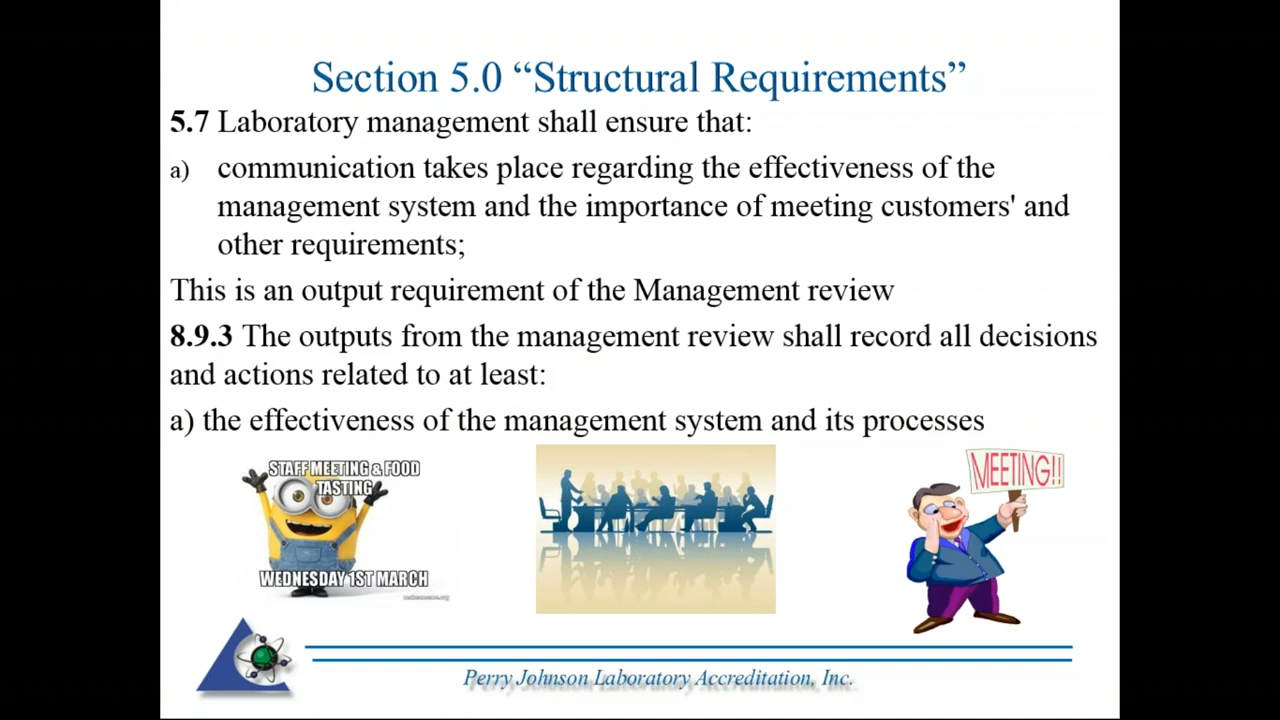 Section 5.0 “Structural Requirements”
5.7 Laboratory management shall ensure that:
a) communication takes place regarding the effectiveness of the
management system and the importance of meeting customers' and
other requirements;
This is an output requirement of the Management review
8.9.3 The outputs from the management review shall record all decisions
and actions related to at least:
a) the effectiveness of the management system and its processes
STAFF MEETING & FOOD
TASTING
WEDNESDAY 1ST MARCH
MEETING!!
Perry Johnson Laboratory Accreditation, Inc.